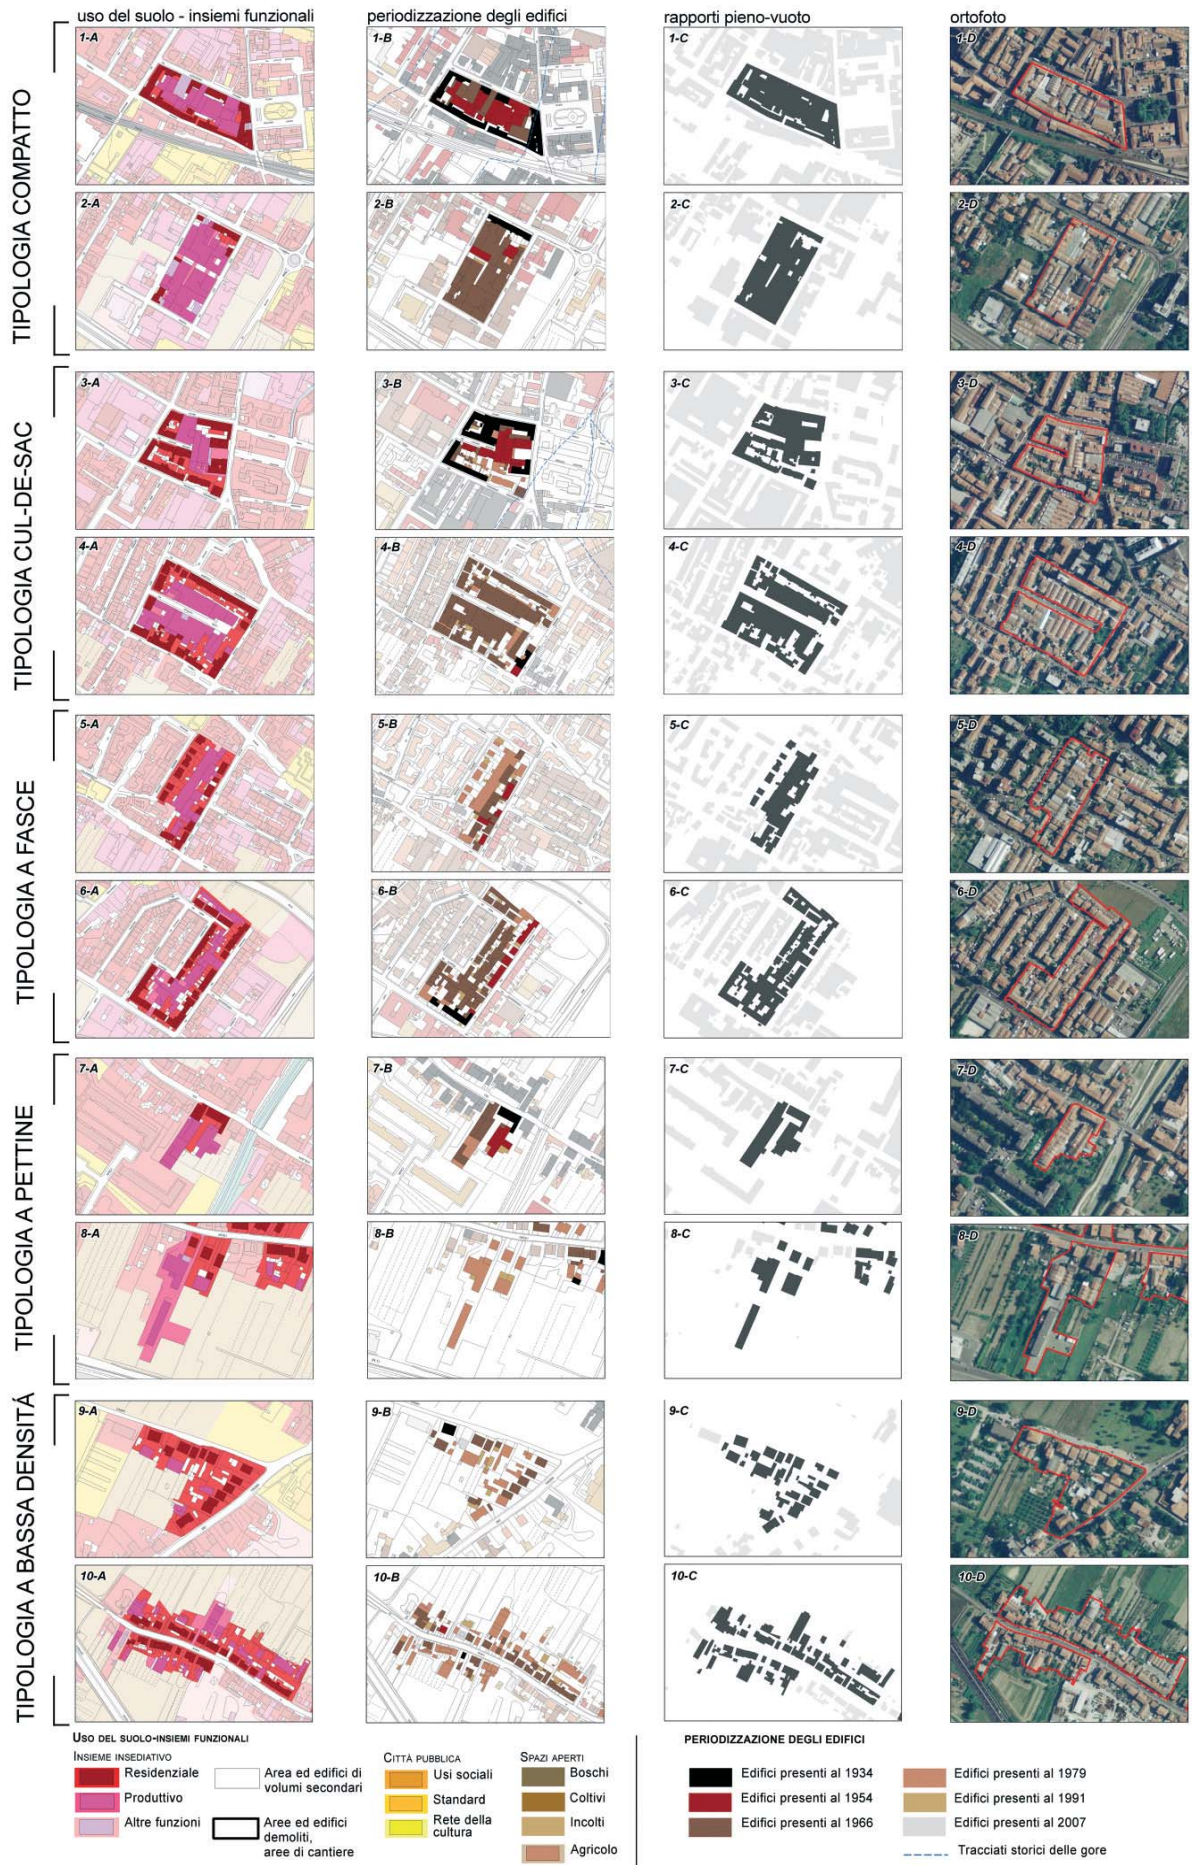 uso del suolo - insiemi funzionali
periodizzazione degli edifici
rapporti pieno-vuoto
ortofoto
TIPOLOGIA COMPATTO
1-A
1-B
1-C
1-D
2-A
2-B
2-C
2-D
TIPOLOGIA CUL-DE-SAC
3-A
3-B
3-C
3-D
4-A
4-B
4-C
4-D
TIPOLOGIA A FASCE
5-A
5-B
5-C
5-D
6-A
6-B
6-C
6-D
TIPOLOGIA A PETTINE
7-A
7-B
7-C
7-D
8-A
8-B
8-C
8-D
TIPOLOGIA A BASSA DENSITÁ
9-A
9-B
9-C
9-D
10-A
10-B
10-C
10-D
USO DEL SUOLO-INSIEMI FUNZIONALI
INSIEME INSEDIATIVO
Residenziale
Produttivo
Altre funzioni
Area ed edifici di
volumi secondari
Aree ed edifici
demoliti,
aree di cantiere
CITTÀ PUBBLICA
Usi sociali
Standard
Rete della
cultura
SPAZI APERTI
Boschi
Coltivi
Incolti
Agricolo
PERIODIZZAZIONE DEGLI EDIFICI
Edifici presenti al 1934
Edifici presenti al 1954
Edifici presenti al 1966
Edifici presenti al 1979
Edifici presenti al 1991
Edifici presenti al 2007
Tracciati storici delle gore